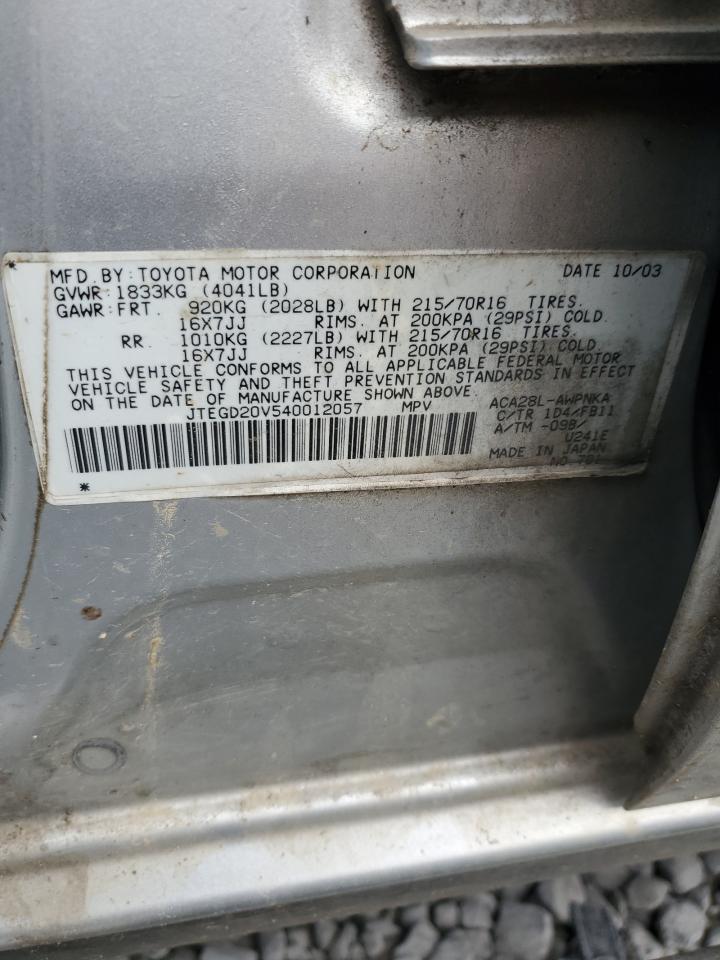 MFD.BY:TOYOTA MOTOR CORPORATION DATE 10/03
GVWR:1833KG (4041LB)
GAWR:FRT. 920KG (2028LB) WITH 215/70R16 TIRES.
16X7JJ RIMS. AT 200KPA (29PSI) COLD.
RR. 1010KG (2227LB) WITH 215/70R16 TIRES.
16X7JJ RIMS. AT 200KPA (29PSI) COLD.
THIS VEHICLE CONFORMS TO ALL APPLICABLE FEDERAL MOTOR
VEHICLE SAFETY AND THEFT PREVENTION STANDARDS IN EFFECT
ON THE DATE OF MANUFACTURE SHOWN ABOVE.
JTEGD20V540012057 MPV ACA28L-AWPNKA
C/TR 1D4/FB11
A/TM -09B/
U241E
MADE IN JAPAN